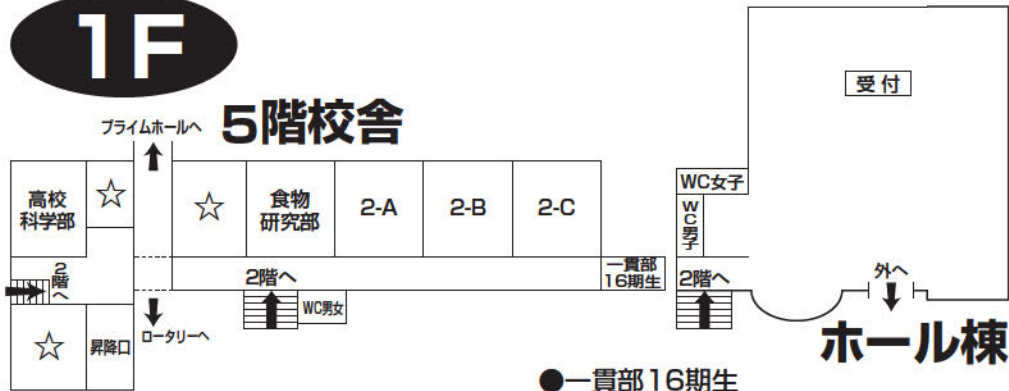 1F
5階校舎
プライムホールへ
受付
高校
科学部
☆
☆
食物
研究部
2-A
2-B
2-C
WC女子
WC男子
2階へ
2階へ
一貫部
16期生
2階へ
外へ
WC男女
☆
昇降口
ロータリーへ
ホール棟
●一貫部16期生